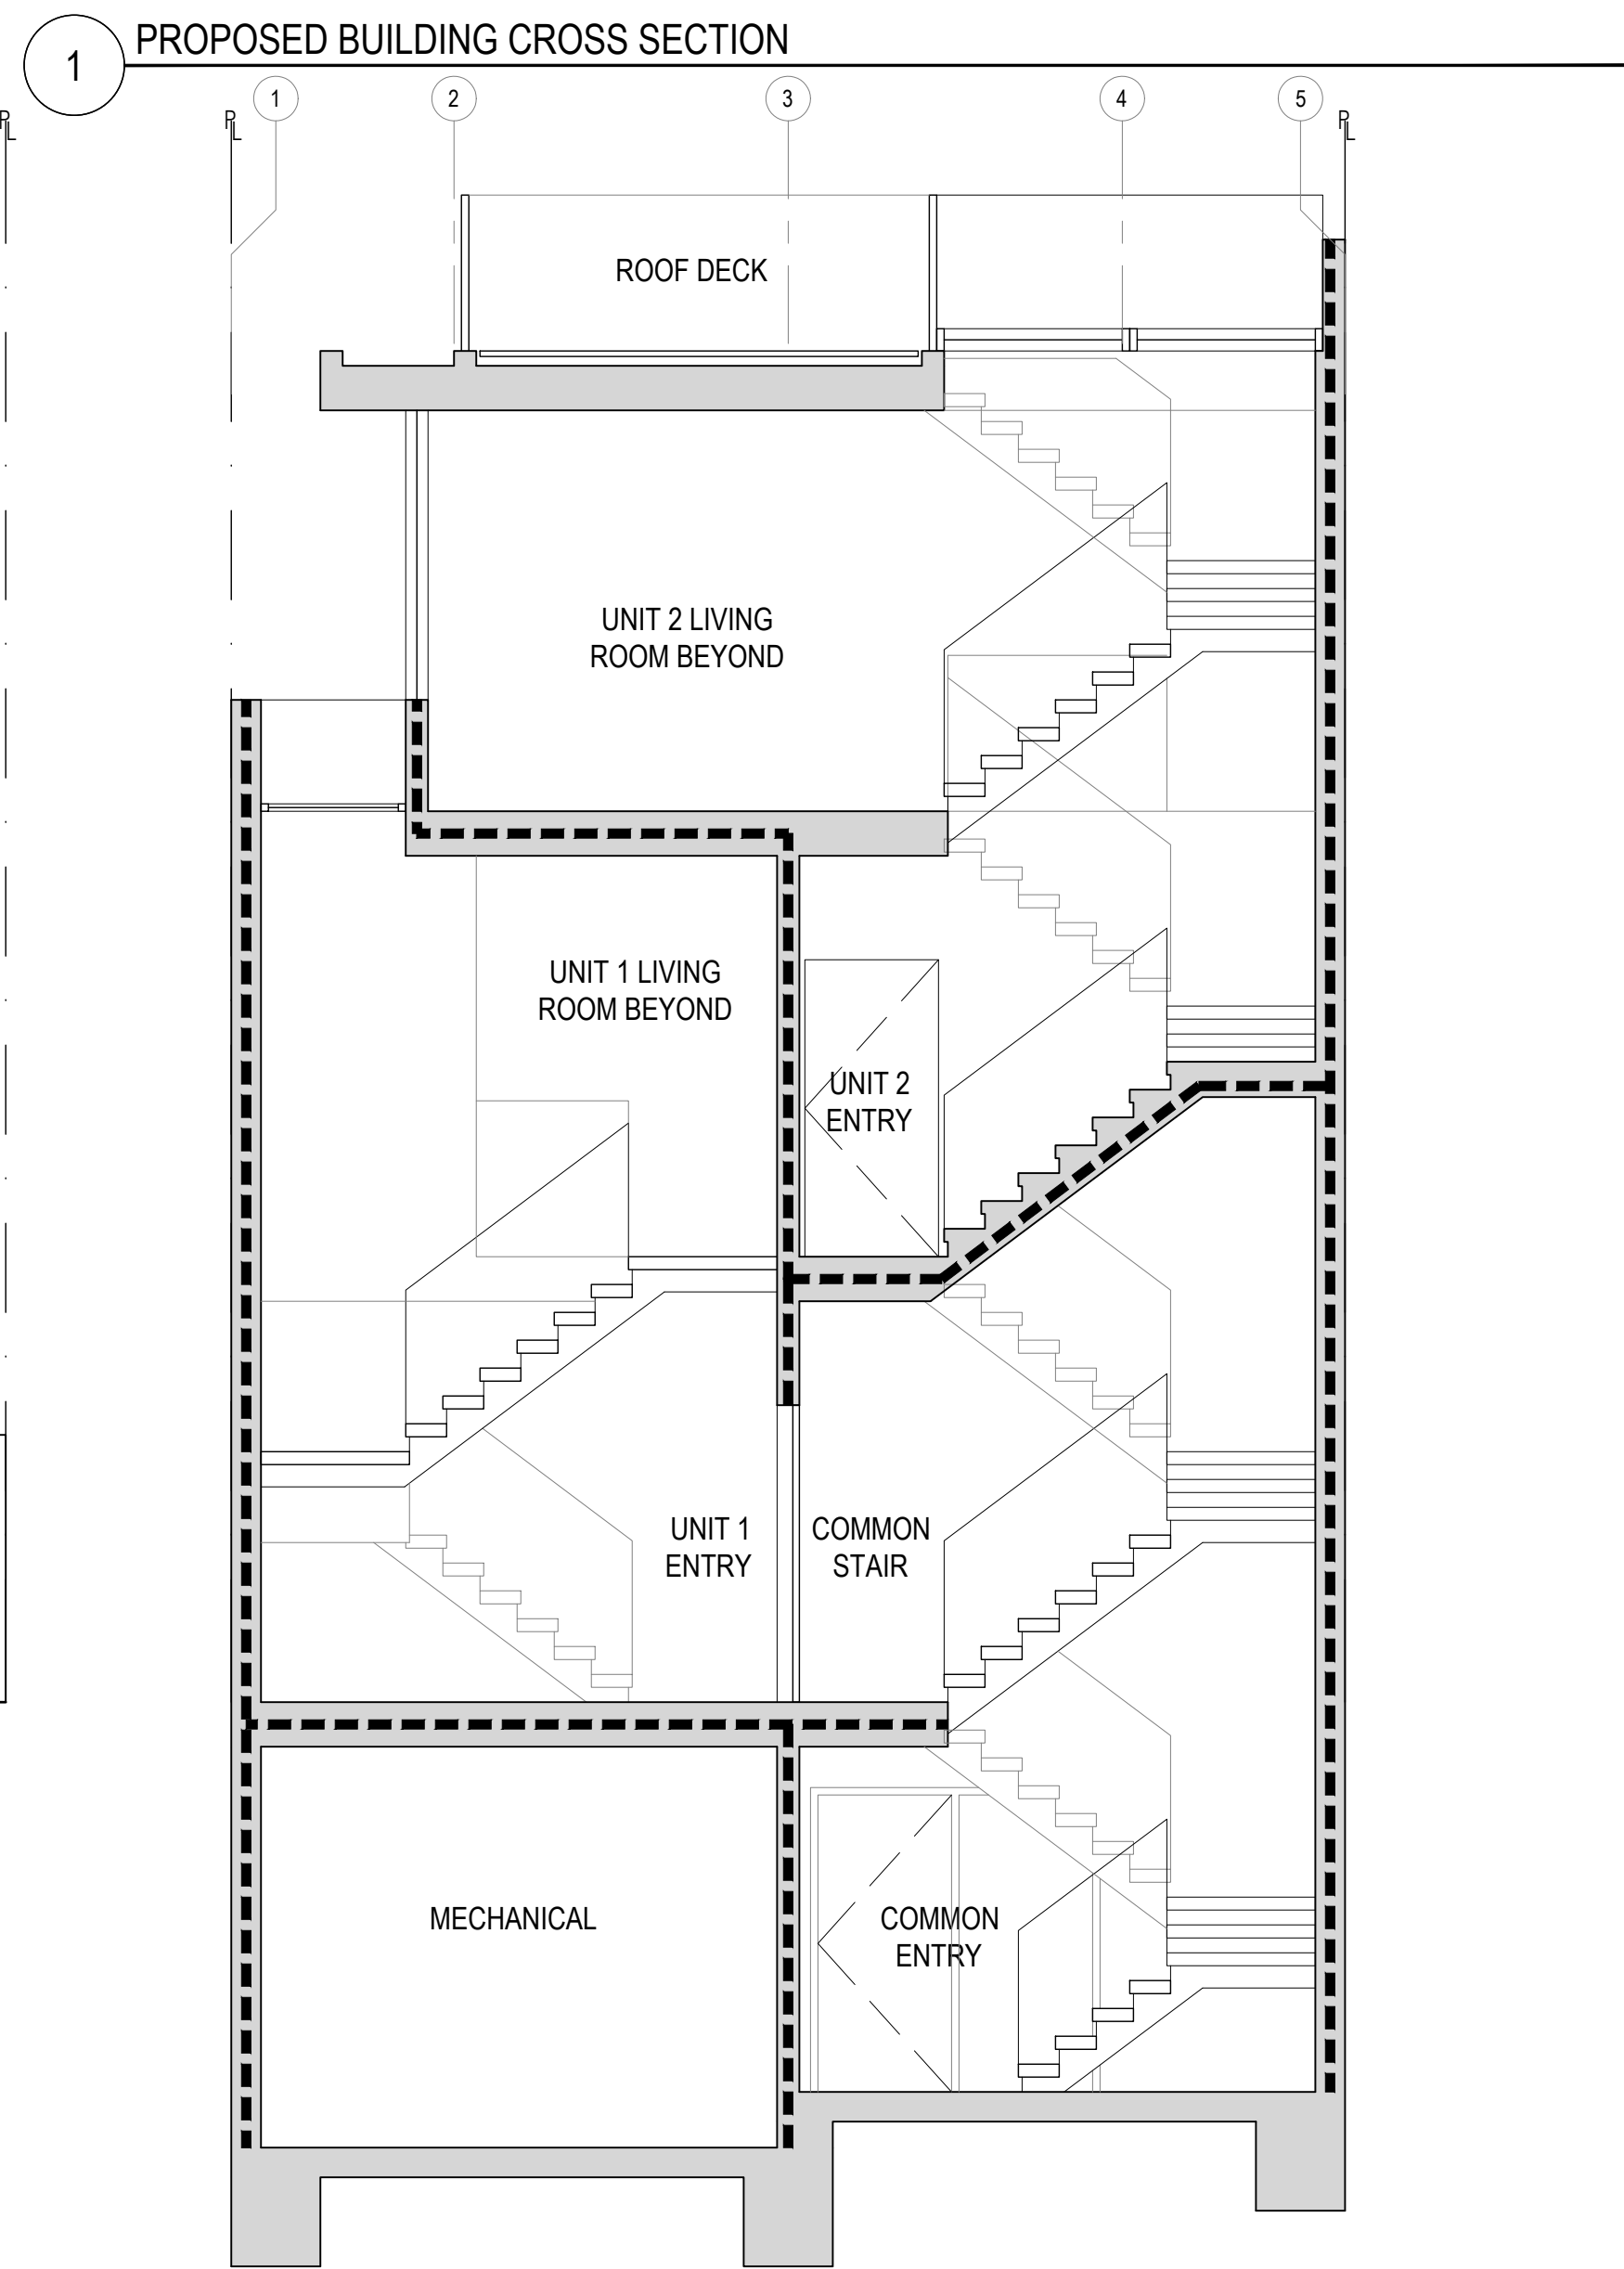 1 PROPOSED BUILDING CROSS SECTION
1 2 3 4 5
PL PL PL
ROOF DECK
UNIT 2 LIVING
ROOM BEYOND
UNIT 1 LIVING
ROOM BEYOND
UNIT 2
ENTRY
UNIT 1
ENTRY
COMMON
STAIR
MECHANICAL
COMMON
ENTRY